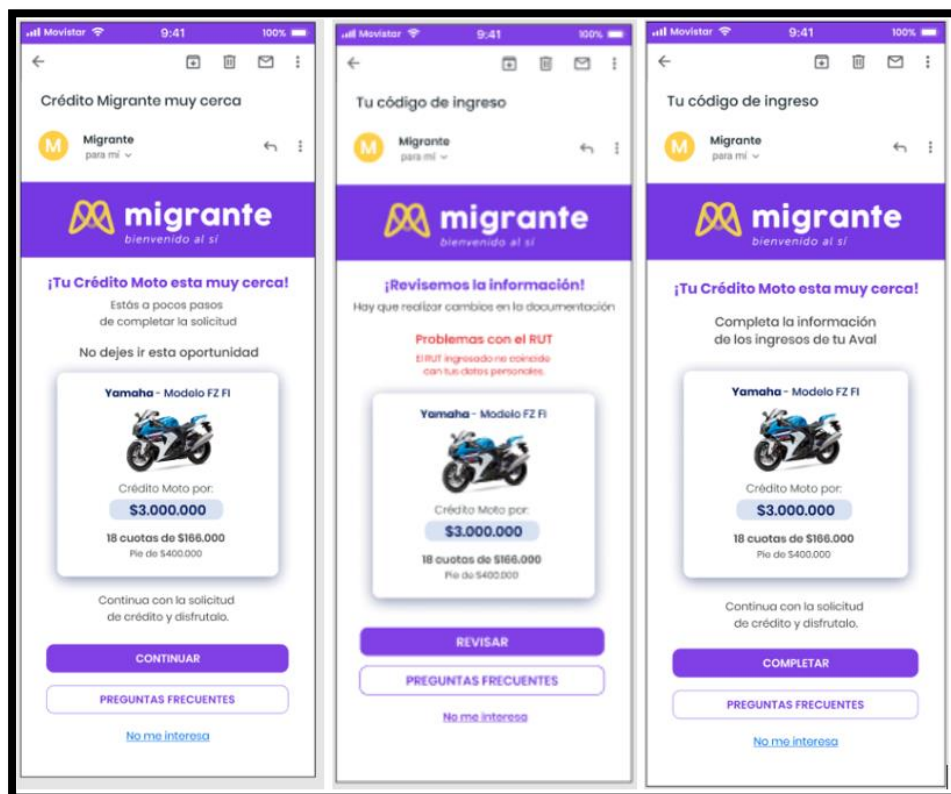 Movistar 9:41 100%
Crédito Migrante muy cerca
M
Migrante
para mí
migrante
bienvenido al sí
¡Tu Crédito Moto esta muy cerca!
Estás a pocos pasos
de completar la solicitud
No dejes ir esta oportunidad
Yamaha - Modelo FZ FI
Crédito Moto por:
$3.000.000
18 cuotas de $166.000
Pie de $400.000
Continua con la solicitud
de crédito y disfrutalo.
CONTINUAR
PREGUNTAS FRECUENTES
No me interesa
Movistar 9:41 100%
Tu código de ingreso
M
Migrante
para mí
migrante
bienvenido al sí
¡Revisemos la información!
Hay que realizar cambios en la documentación
Problemas con el RUT
El RUT ingresado no coincide
con tus datos personales.
Yamaha - Modelo FZ FI
Crédito Moto por:
$3.000.000
18 cuotas de $166.000
Pie de $400.000
REVISAR
PREGUNTAS FRECUENTES
No me interesa
Movistar 9:41 100%
Tu código de ingreso
M
Migrante
para mí
migrante
bienvenido al sí
¡Tu Crédito Moto esta muy cerca!
Completa la información
de los ingresos de tu Aval
Yamaha - Modelo FZ FI
Crédito Moto por:
$3.000.000
18 cuotas de $166.000
Pie de $400.000
Continua con la solicitud
de crédito y disfrutalo.
COMPLETAR
PREGUNTAS FRECUENTES
No me interesa